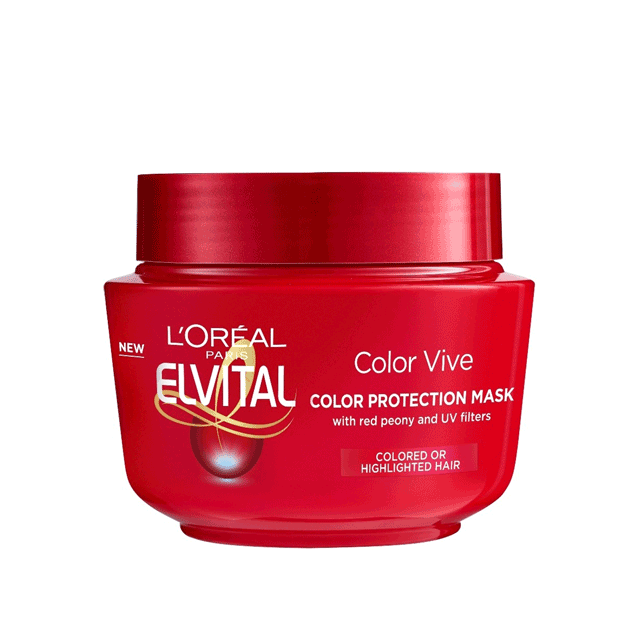 NEW
L'ORÉAL
PARIS
ELVITAL
Color Vive
COLOR PROTECTION MASK
with red peony and UV filters
COLORED OR
HIGHLIGHTED HAIR